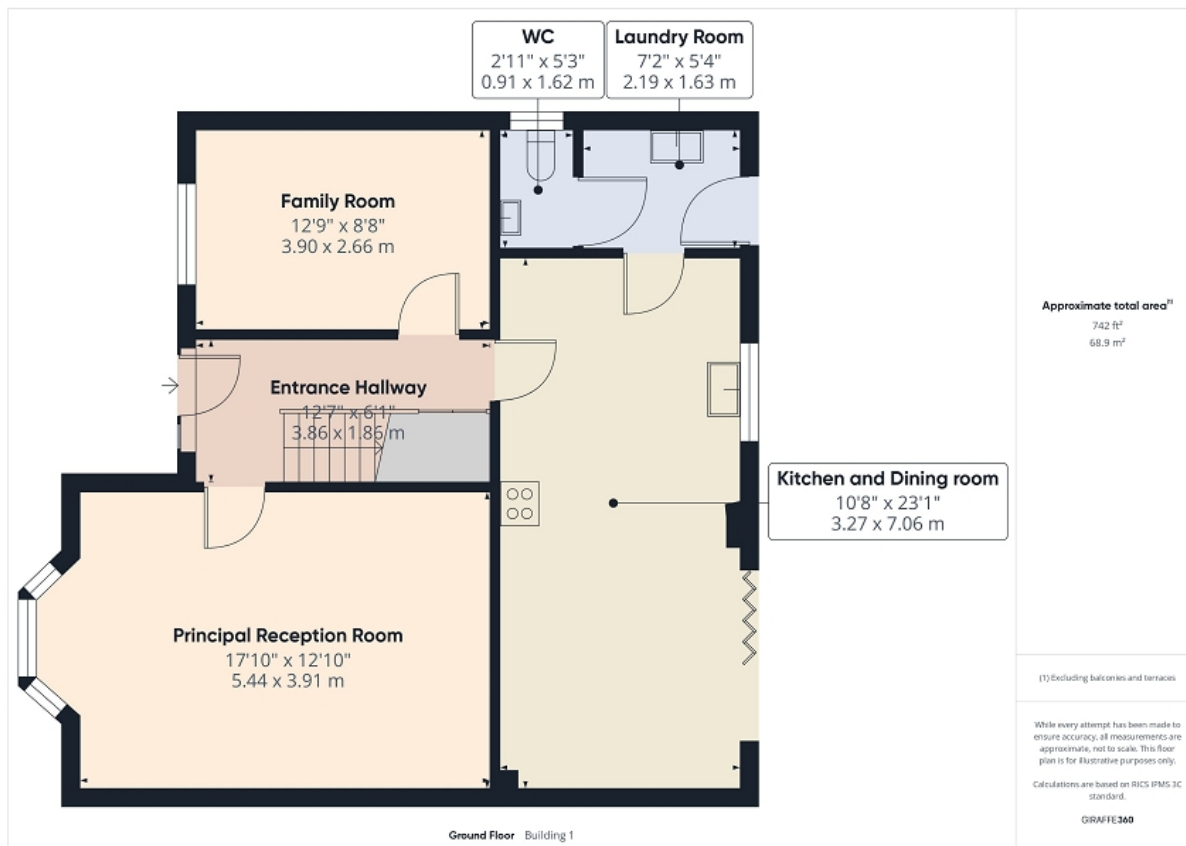 WC
2'11" x 5'3"
0.91 x 1.62 m
Laundry Room
7'2" x 5'4"
2.19 x 1.63 m
Family Room
12'9" x 8'8"
3.90 x 2.66 m
Entrance Hallway
12'7" x 6'1"
3.86 x 1.86 m
Kitchen and Dining room
10'8" x 23'1"
3.27 x 7.06 m
Principal Reception Room
17'10" x 12'10"
5.44 x 3.91 m
Ground Floor Building 1
Approximate total area⁽¹⁾
742 ft²
68.9 m²
(1) Excluding balconies and terraces
While every attempt has been made to
ensure accuracy, all measurements are
approximate, not to scale. This floor
plan is for illustrative purposes only.
Calculations are based on RICS IPMS 3C
standard.
GIRAFFE360